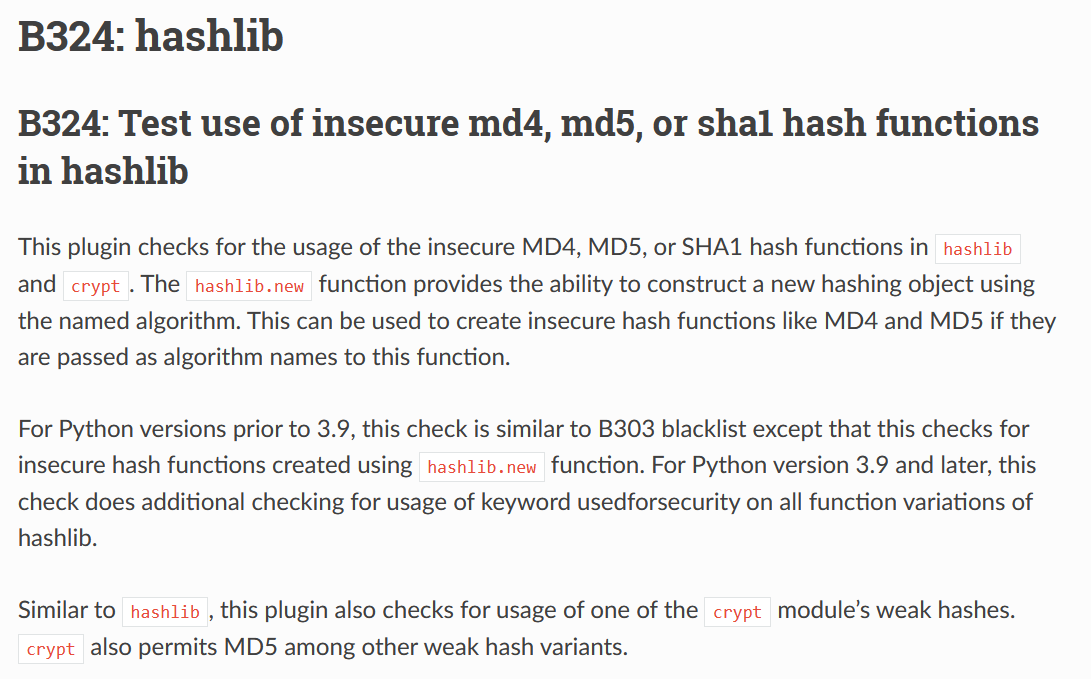 B324: hashlib
B324: Test use of insecure md4, md5, or sha1 hash functions
in hashlib
This plugin checks for the usage of the insecure MD4, MD5, or SHA1 hash functions in hashlib
and crypt. The hashlib.new function provides the ability to construct a new hashing object using
the named algorithm. This can be used to create insecure hash functions like MD4 and MD5 if they
are passed as algorithm names to this function.
For Python versions prior to 3.9, this check is similar to B303 blacklist except that this checks for
insecure hash functions created using hashlib.new function. For Python version 3.9 and later, this
check does additional checking for usage of keyword usedforsecurity on all function variations of
hashlib.
Similar to hashlib, this plugin also checks for usage of one of the crypt module’s weak hashes.
crypt also permits MD5 among other weak hash variants.